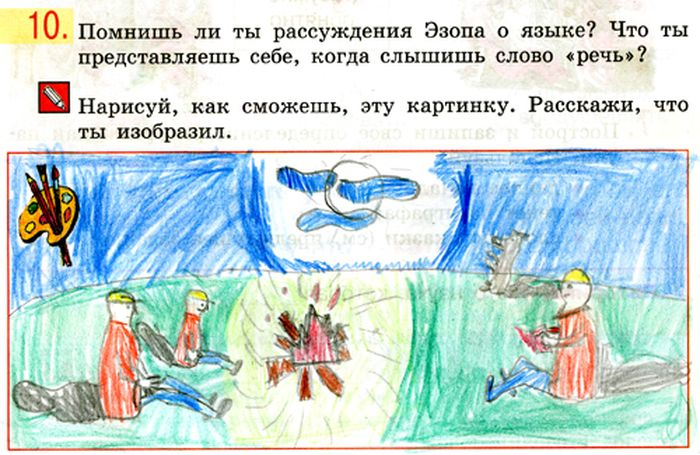 10. Помнишь ли ты рассуждения Эзопа о языке? Что ты
представляешь себе, когда слышишь слово «речь»?
Нарисуй, как сможешь, эту картинку. Расскажи, что
ты изобразил.